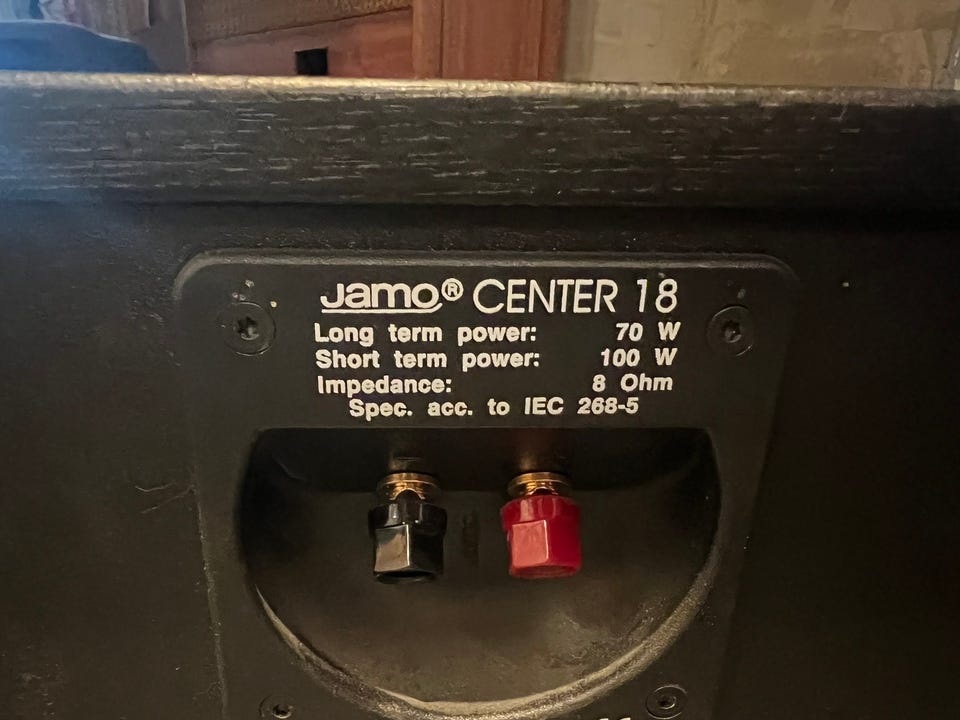 Jamo® CENTER 18
Long term power: 70 W
Short term power: 100 W
Impedance: 8 Ohm
Spec. acc. to IEC 268-5